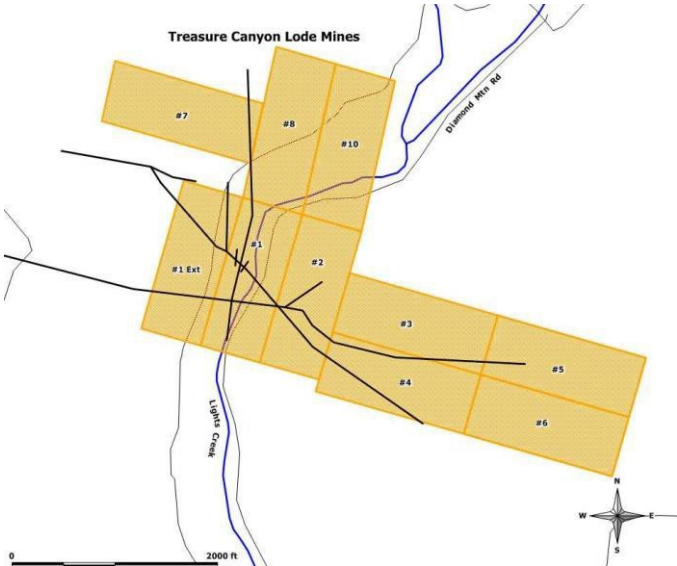 Treasure Canyon Lode Mines
Diamond Mtn Rd
#7
#8
#10
#1 Ext
#1
#2
#3
#5
#4
#6
Lights Creek
N
W
E
S
0
2000 ft